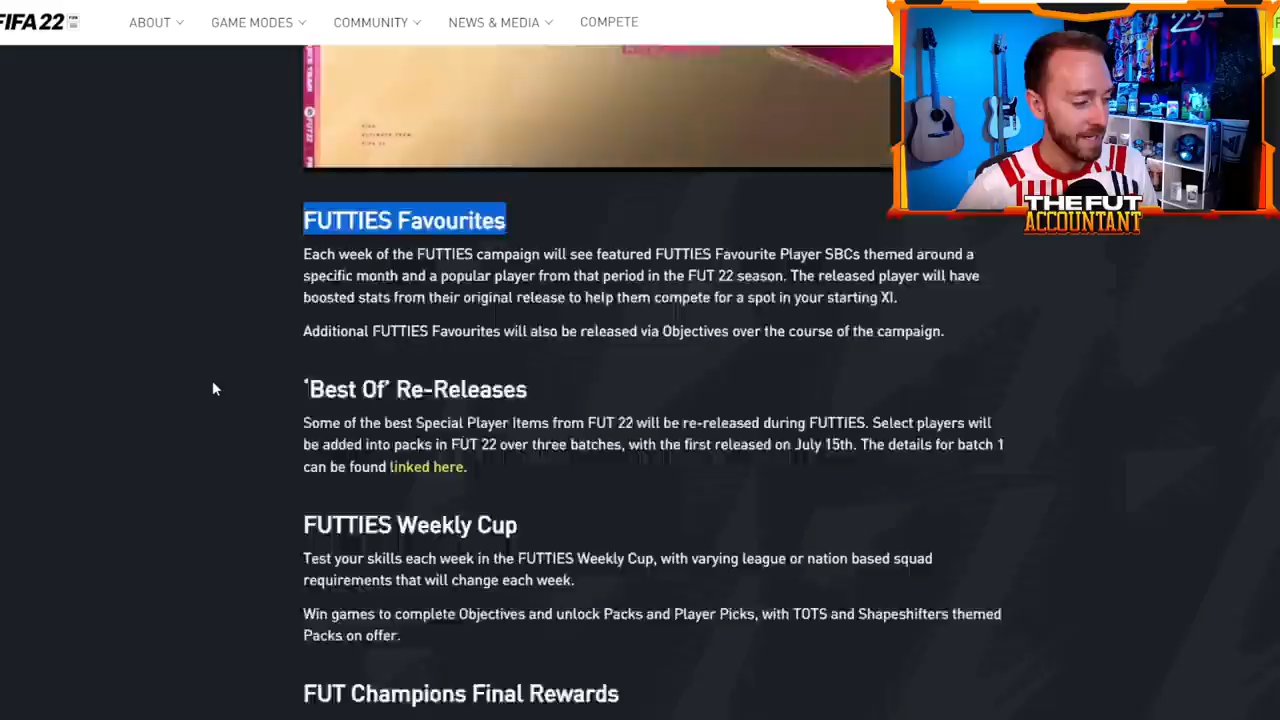 FIFA 22
ABOUT
GAME MODES
COMMUNITY
NEWS & MEDIA
COMPETE
THE FUT
ACCOUNTANT
FUTTIES Favourites
Each week of the FUTTIES campaign will see featured FUTTIES Favourite Player SBCs themed around a
specific month and a popular player from that period in the FUT 22 season. The released player will have
boosted stats from their original release to help them compete for a spot in your starting XI.
Additional FUTTIES Favourites will also be released via Objectives over the course of the campaign.
'Best Of' Re-Releases
Some of the best Special Player Items from FUT 22 will be re-released during FUTTIES. Select players will
be added into packs in FUT 22 over three batches, with the first released on July 15th. The details for batch 1
can be found linked here.
FUTTIES Weekly Cup
Test your skills each week in the FUTTIES Weekly Cup, with varying league or nation based squad
requirements that will change each week.
Win games to complete Objectives and unlock Packs and Player Picks, with TOTS and Shapeshifters themed
Packs on offer.
FUT Champions Final Rewards